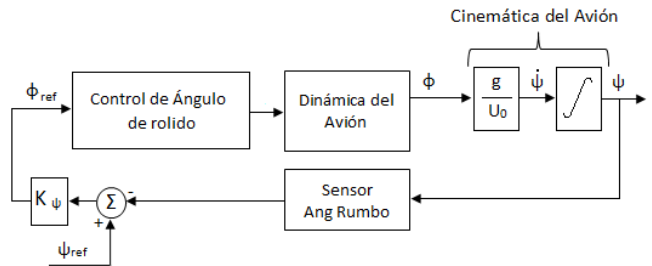 Cinemática del Avión
ϕref
Control de Ángulo
de rolido
Dinámica del
Avión
ϕ
g
U0
ψ̇
ψ
Kψ
Σ
-
+
Sensor
Ang Rumbo
ψref